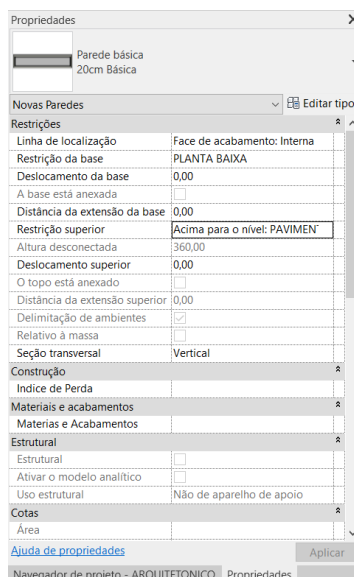 Propriedades
Parede básica
20cm Básica
Novas Paredes Editar tipo
Restrições
Linha de localização Face de acabamento: Interna
Restrição da base PLANTA BAIXA
Deslocamento da base 0,00
A base está anexada
Distância da extensão da base 0,00
Restrição superior Acima para o nível: PAVIMEN
Altura desconectada 360,00
Deslocamento superior 0,00
O topo está anexado
Distância da extensão superior 0,00
Delimitação de ambientes
Relativo à massa
Seção transversal Vertical
Construção
Indice de Perda
Materiais e acabamentos
Materias e Acabamentos
Estrutural
Estrutural
Ativar o modelo analítico
Uso estrutural Não de aparelho de apoio
Cotas
Área
Ajuda de propriedades Aplicar
Navegador de projeto - ARQUITETONICO Propriedades